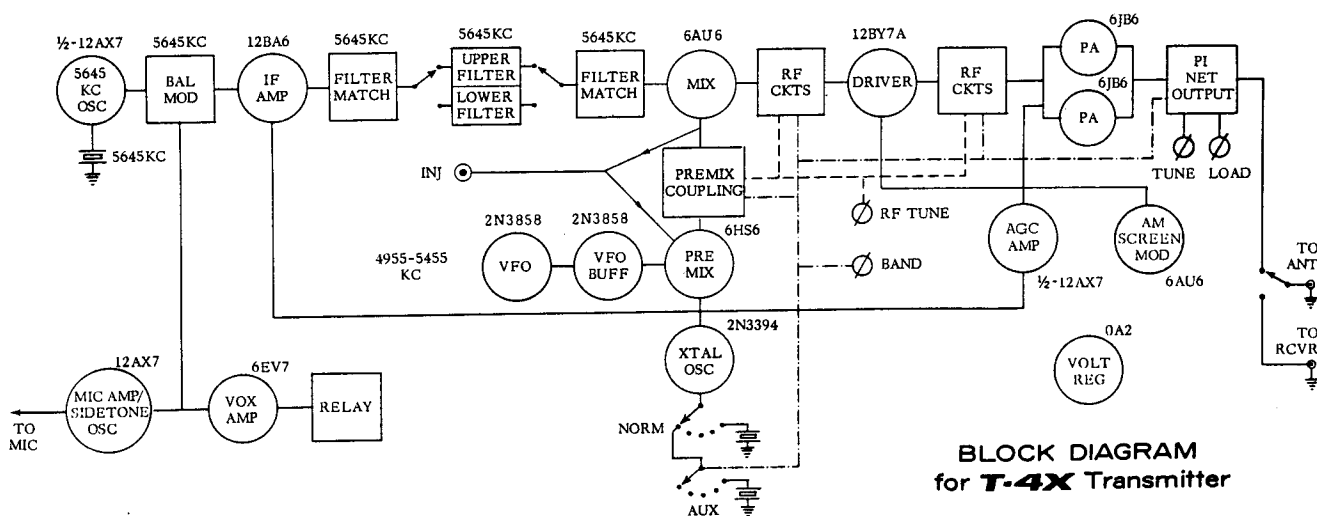 ½-12AX7
5645
KC
OSC
5645KC
5645KC
BAL
MOD
12BA6
IF
AMP
5645KC
FILTER
MATCH
5645KC
UPPER
FILTER
LOWER
FILTER
5645KC
FILTER
MATCH
6AU6
MIX
RF
CKTS
12BY7A
DRIVER
RF
CKTS
6JB6
PA
6JB6
PA
PI
NET
OUTPUT
TUNE
LOAD
INJ
PREMIX
COUPLING
RF TUNE
BAND
4955-5455
KC
2N3858
VFO
2N3858
VFO
BUFF
6HS6
PRE
MIX
AGC
AMP
½-12AX7
AM
SCREEN
MOD
6AU6
TO
ANT
TO
RCVR
2N3394
XTAL
OSC
0A2
VOLT
REG
12AX7
MIC AMP/
SIDETONE
OSC
TO
MIC
6EV7
VOX
AMP
RELAY
NORM
AUX
BLOCK DIAGRAM
for T-4X Transmitter